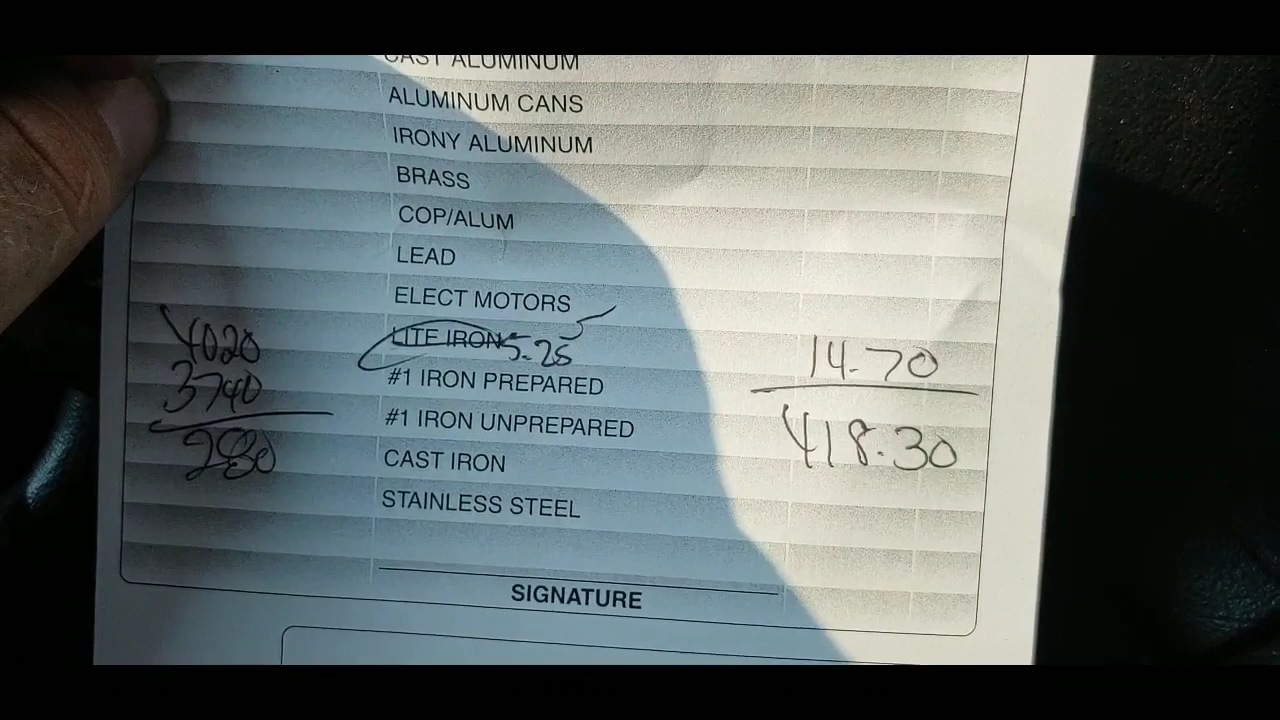 CAST ALUMINUM
ALUMINUM CANS
IRONY ALUMINUM
BRASS
COP/ALUM
LEAD
ELECT MOTORS
4020 LITE IRON 5.25 14.70
3740 #1 IRON PREPARED
#1 IRON UNPREPARED 418.30
280 CAST IRON
STAINLESS STEEL
SIGNATURE